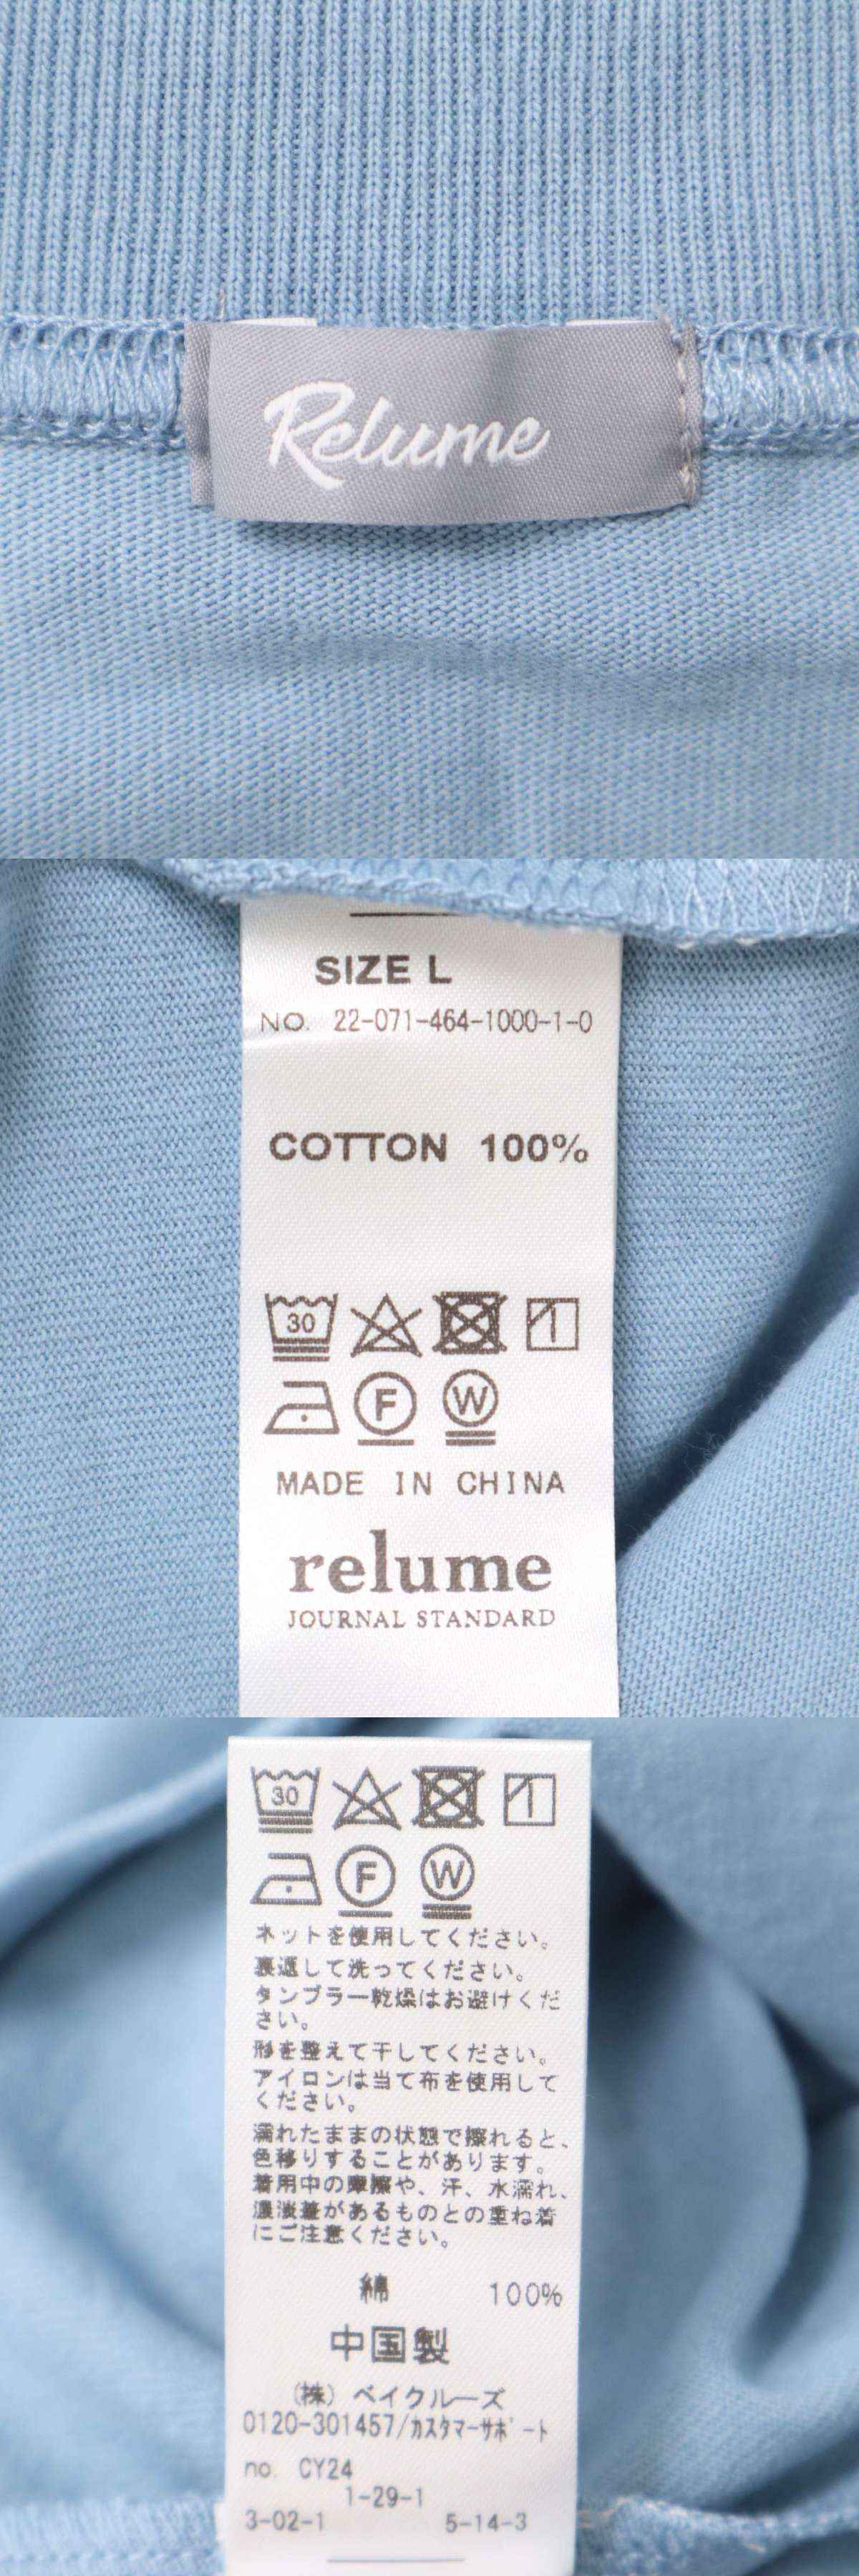 Relume
SIZE L
NO. 22-071-464-1000-1-0
COTTON 100%
30
F W
MADE IN CHINA
relume
JOURNAL STANDARD
30
F W
ネットを使用してください。
裏返して洗ってください。
タンブラー乾燥はお避けくだ
さい。
形を整えて干してください。
アイロンは当て布を使用して
ください。
濡れたままの状態で擦れると、
色移りすることがあります。
着用中の摩擦や、汗、水濡れ、
濃淡差があるものとの重ね着
にご注意ください。
綿 100%
中国製
(株) ベイクルーズ
0120-301457/カスタマーサポート
no. CY24
1-29-1
3-02-1 5-14-3